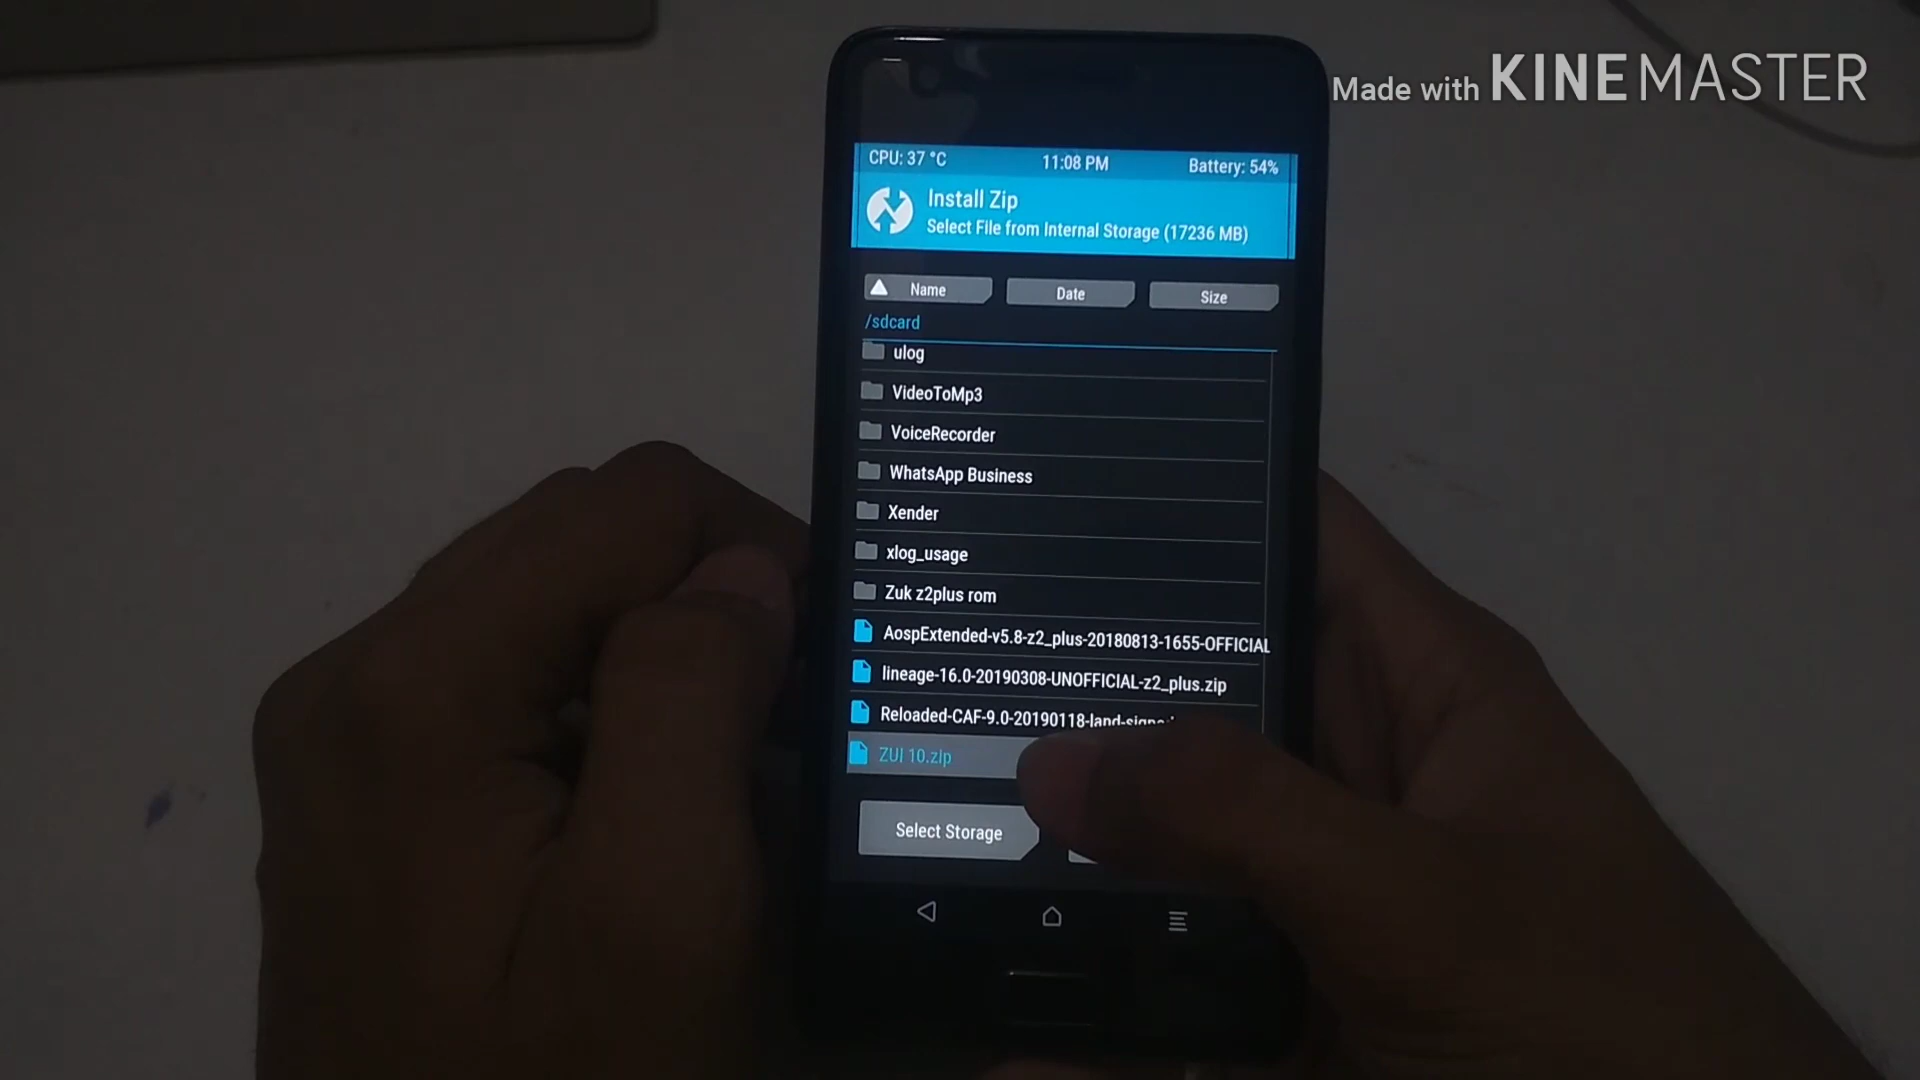 Made with KINEMASTER
CPU: 37 °C 11:08 PM Battery: 54%
Install Zip
Select File from Internal Storage (17236 MB)
Name Date Size
/sdcard
ulog
VideoToMp3
VoiceRecorder
WhatsApp Business
Xender
xlog_usage
Zuk z2plus rom
AospExtended-v5.8-z2_plus-20180813-1655-OFFICIAL
lineage-16.0-20190308-UNOFFICIAL-z2_plus.zip
Reloaded-CAF-9.0-20190118-land-signe
ZUI 10.zip
Select Storage